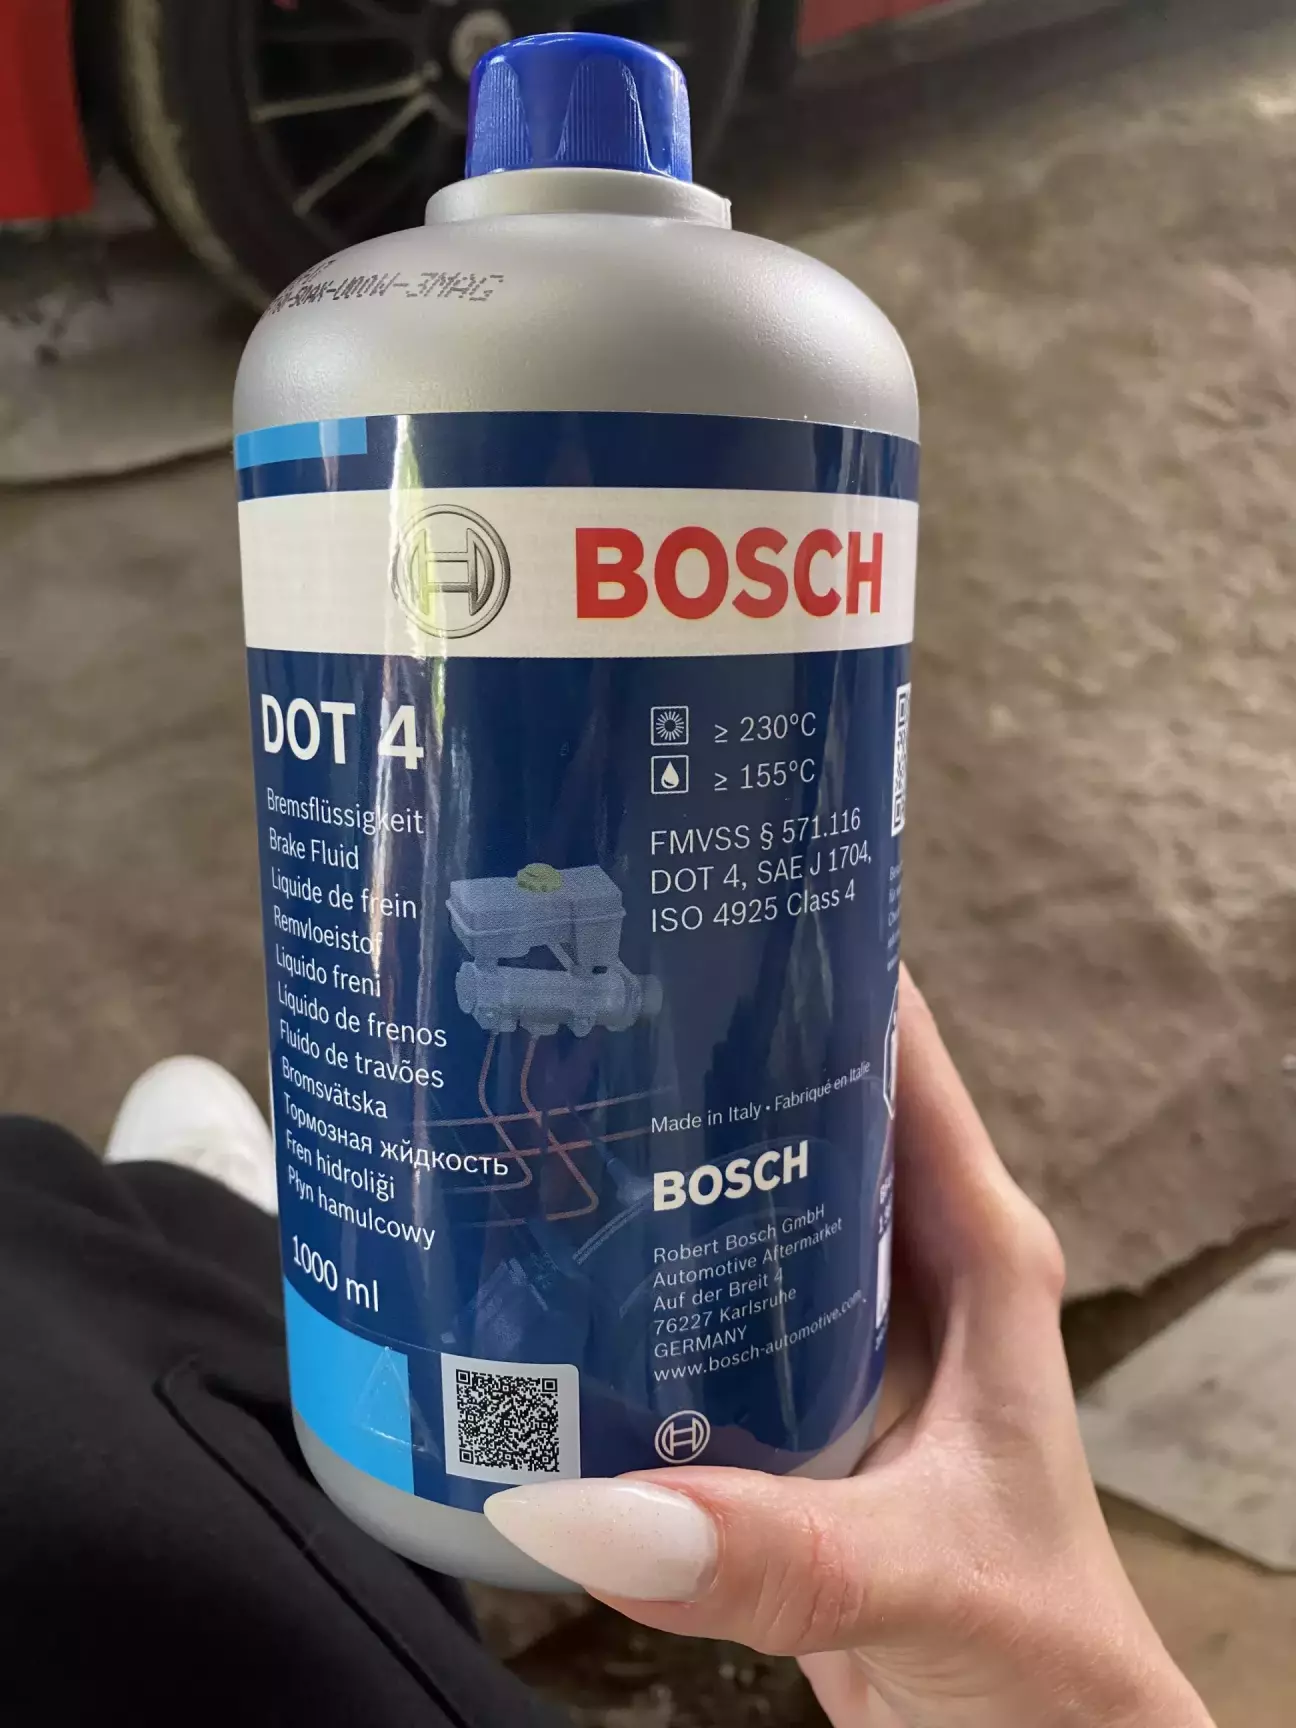 3MAG
BOSCH
DOT 4
Bremsflüssigkeit
Brake Fluid
Liquide de frein
Remvloeistof
Liquido freni
Líquido de frenos
Fluído de travões
Bromsvätska
Тормозная жйдкость
Fren hidroliği
Płyn hamulcowy
1000 ml
≥ 230°C
≥ 155°C
FMVSS § 571.116
DOT 4, SAE J 1704,
ISO 4925 Class 4
Made in Italy • Fabriqué en Italie
BOSCH
Robert Bosch GmbH
Automotive Aftermarket
Auf der Breit 4
76227 Karlsruhe
GERMANY
www.bosch-automotive.com